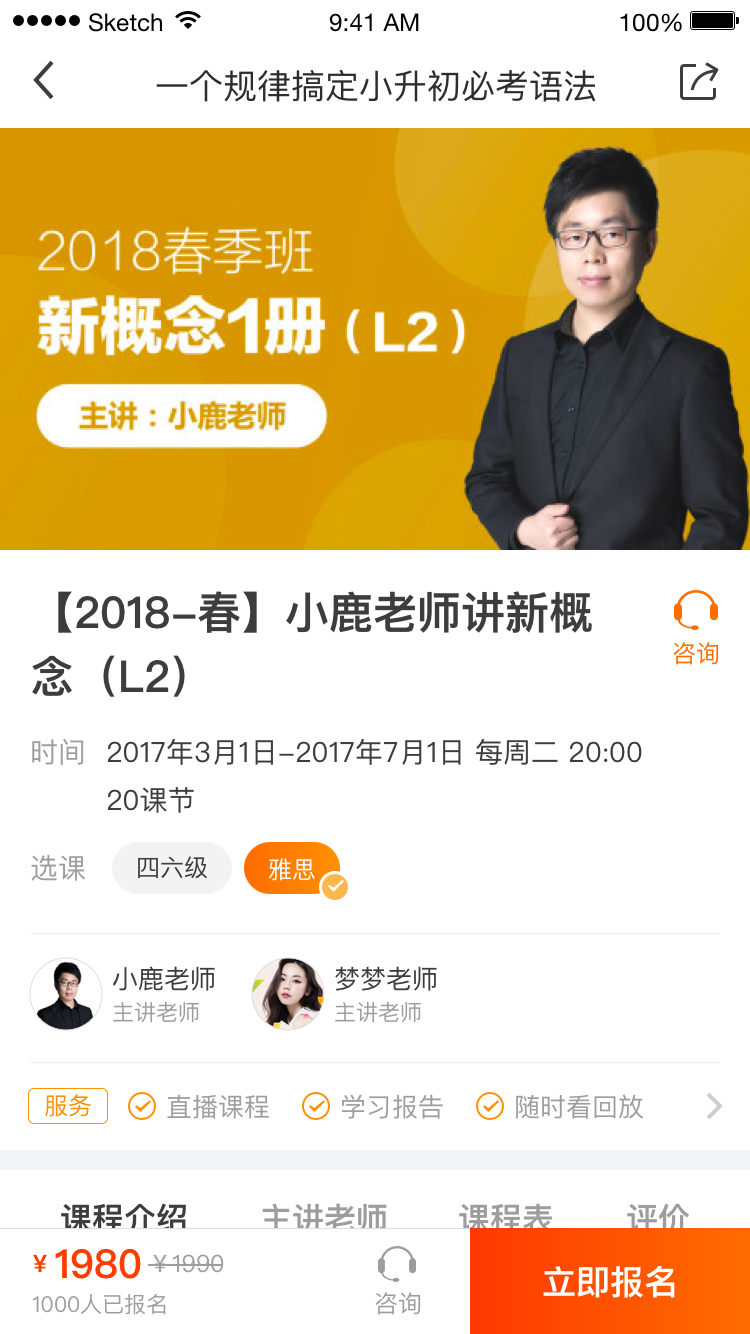 Sketch 9:41 AM 100%
一个规律搞定小升初必考语法
2018春季班
新概念1册（L2）
主讲：小鹿老师
【2018-春】小鹿老师讲新概
念（L2）
咨询
时间 2017年3月1日-2017年7月1日 每周二 20:00
20课节
选课 四六级 雅思
小鹿老师 梦梦老师
主讲老师 主讲老师
服务 直播课程 学习报告 随时看回放
课程介绍 主讲老师 课程表 评价
¥1980 ¥1990
1000人已报名
咨询
立即报名